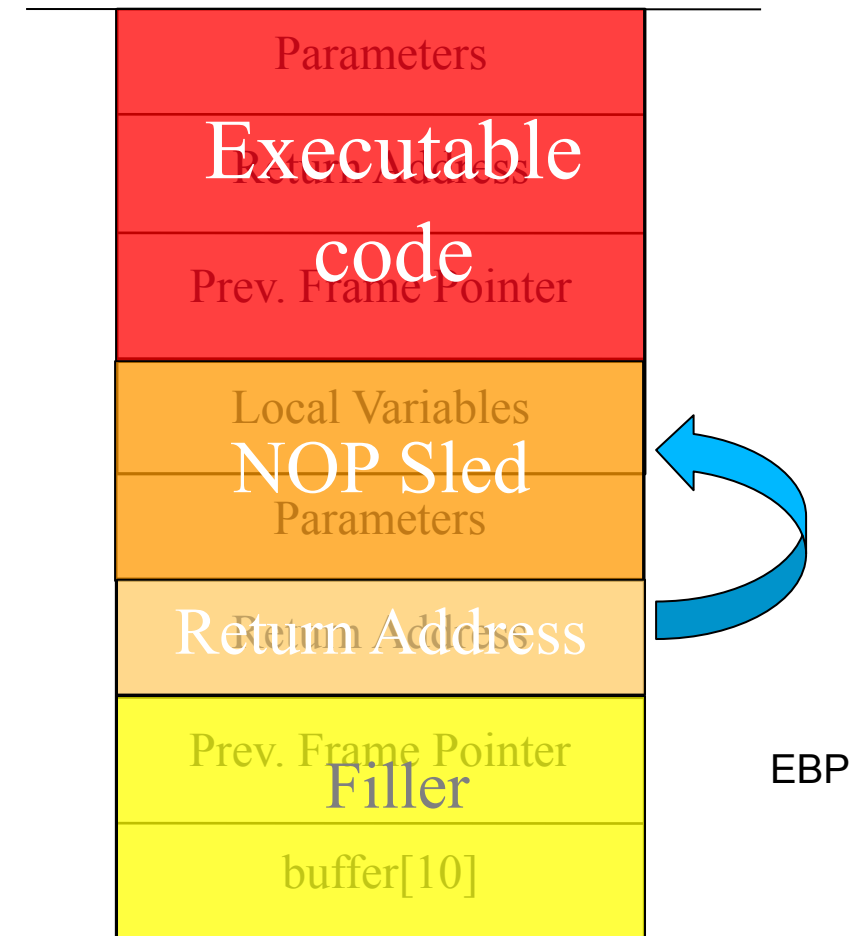 Parameters
Executable
Return Address
code
Prev. Frame Pointer
Local Variables
NOP Sled
Parameters
Return Address
Return Address
Prev. Frame Pointer
EBP
Filler
buffer[10]